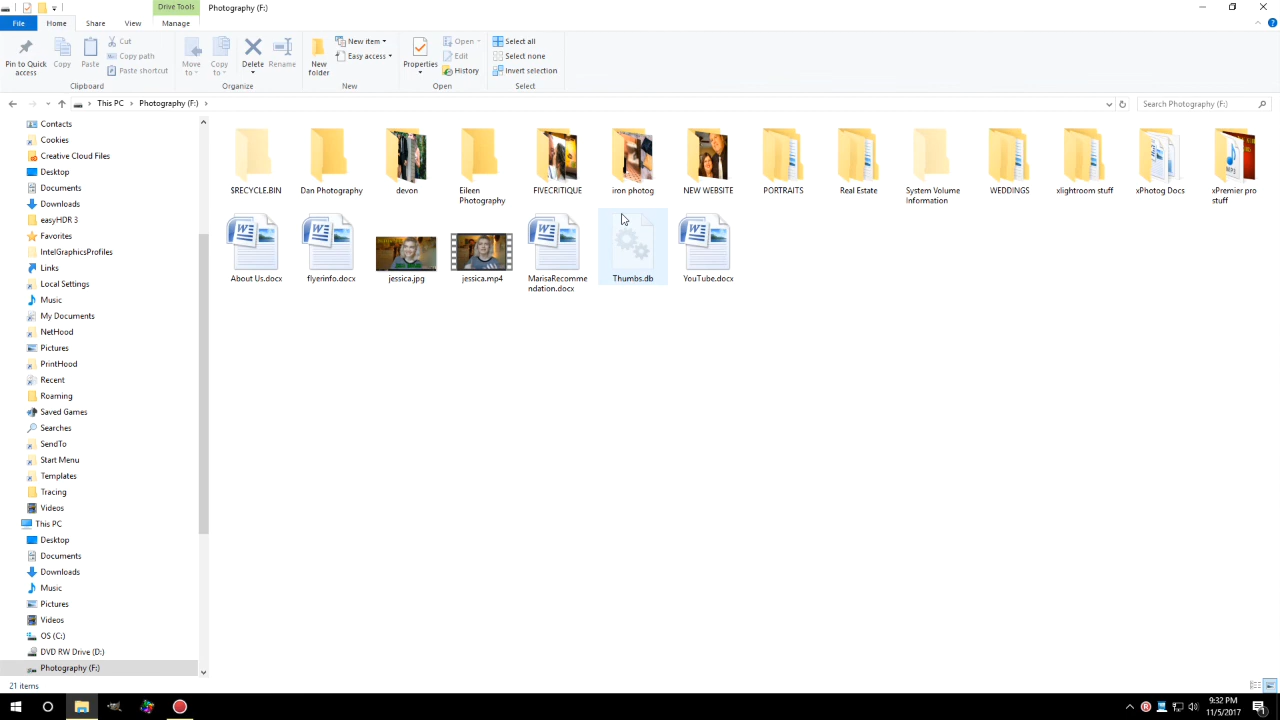 Drive Tools
Photography (F:)
File
Home
Share
View
Manage
Pin to Quick
access
Copy
Paste
Cut
Copy path
Paste shortcut
Clipboard
Move
to
Copy
to
Delete
Rename
Organize
New
folder
New item
Easy access
New
Properties
Open
Edit
History
Open
Select all
Select none
Invert selection
Select
This PC
Photography (F:)
Search Photography (F:)
Contacts
Cookies
Creative Cloud Files
Desktop
Documents
Downloads
easyHDR 3
Favorites
IntelGraphicsProfiles
Links
Local Settings
Music
My Documents
NetHood
Pictures
PrintHood
Recent
Roaming
Saved Games
Searches
SendTo
Start Menu
Templates
Tracing
Videos
This PC
Desktop
Documents
Downloads
Music
Pictures
Videos
OS (C:)
DVD RW Drive (D:)
Photography (F:)
$RECYCLE.BIN
Dan Photography
devon
Eileen
Photography
FIVECRITIQUE
iron photog
NEW WEBSITE
PORTRAITS
Real Estate
System Volume
Information
WEDDINGS
xlightroom stuff
xPhotog Docs
xPremier pro
stuff
About Us.docx
flyerinfo.docx
jessica.jpg
jessica.mp4
MarisaRecomme
ndation.docx
Thumbs.db
YouTube.docx
21 items
9:32 PM
11/5/2017